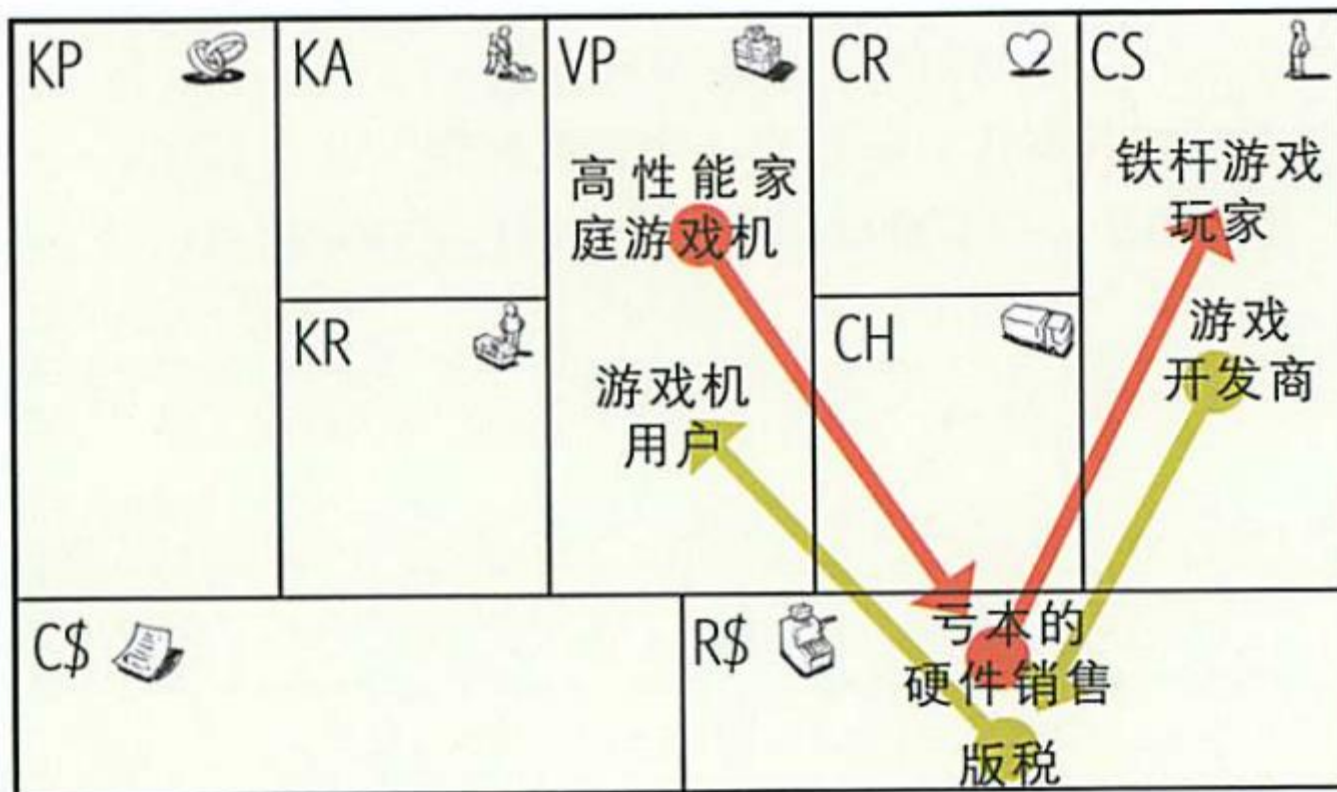 KP
KA
KR
VP
高性能家
庭游戏机
游戏机
用户
CR
CH
CS
铁杆游戏
玩家
游戏
开发商
C$
R$
亏本的
硬件销售
版税